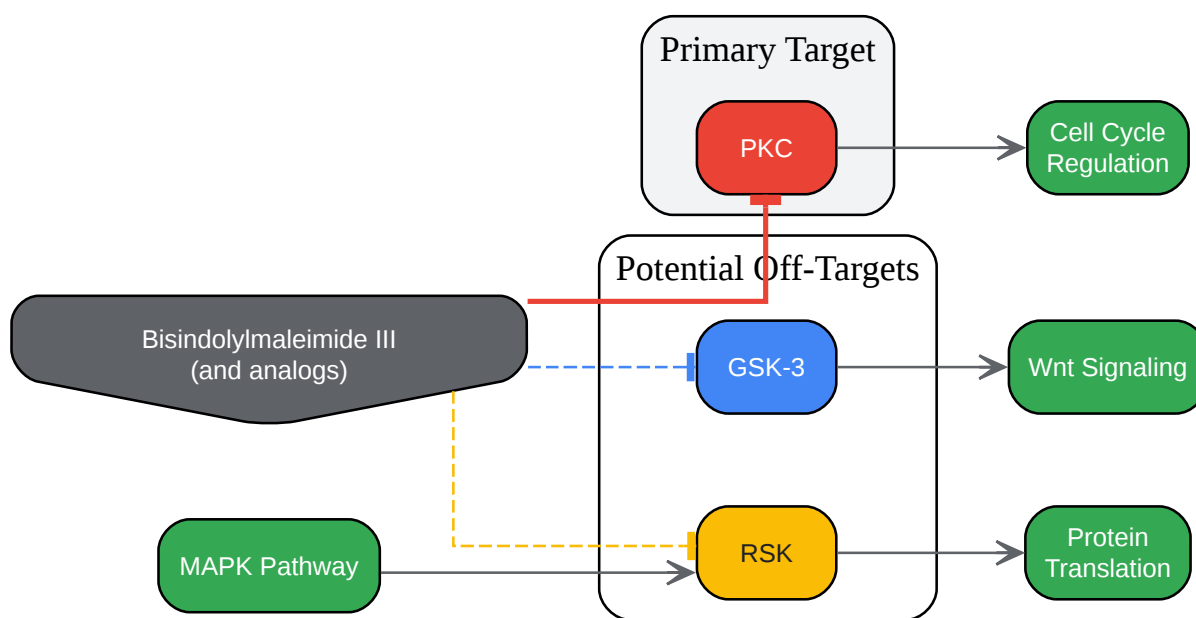 Primary Target
PKC
Cell Cycle
Regulation
Potential Off-Targets
Bisindolylmaleimide III
(and analogs)
GSK-3
Wnt Signaling
MAPK Pathway
RSK
Protein
Translation